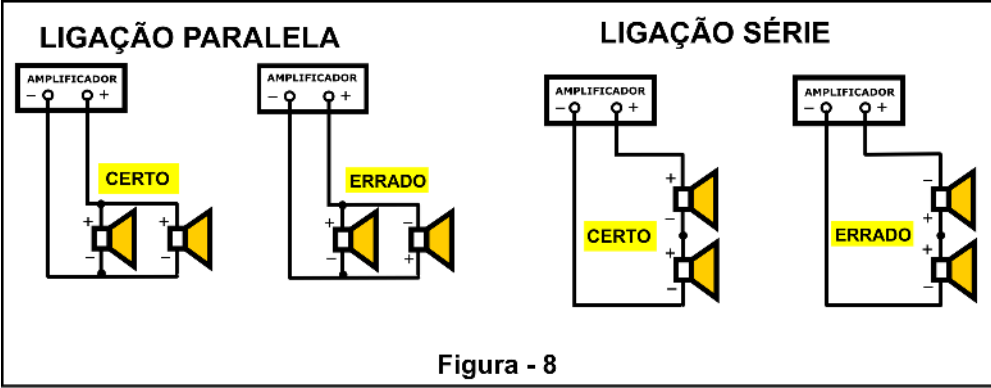 LIGAÇÃO PARALELA
LIGAÇÃO SÉRIE
AMPLIFICADOR
- +
AMPLIFICADOR
- +
AMPLIFICADOR
- +
AMPLIFICADOR
- +
CERTO
+ +
- -
ERRADO
+ -
- +
CERTO
+
-
+
-
ERRADO
-
+
+
-
Figura - 8